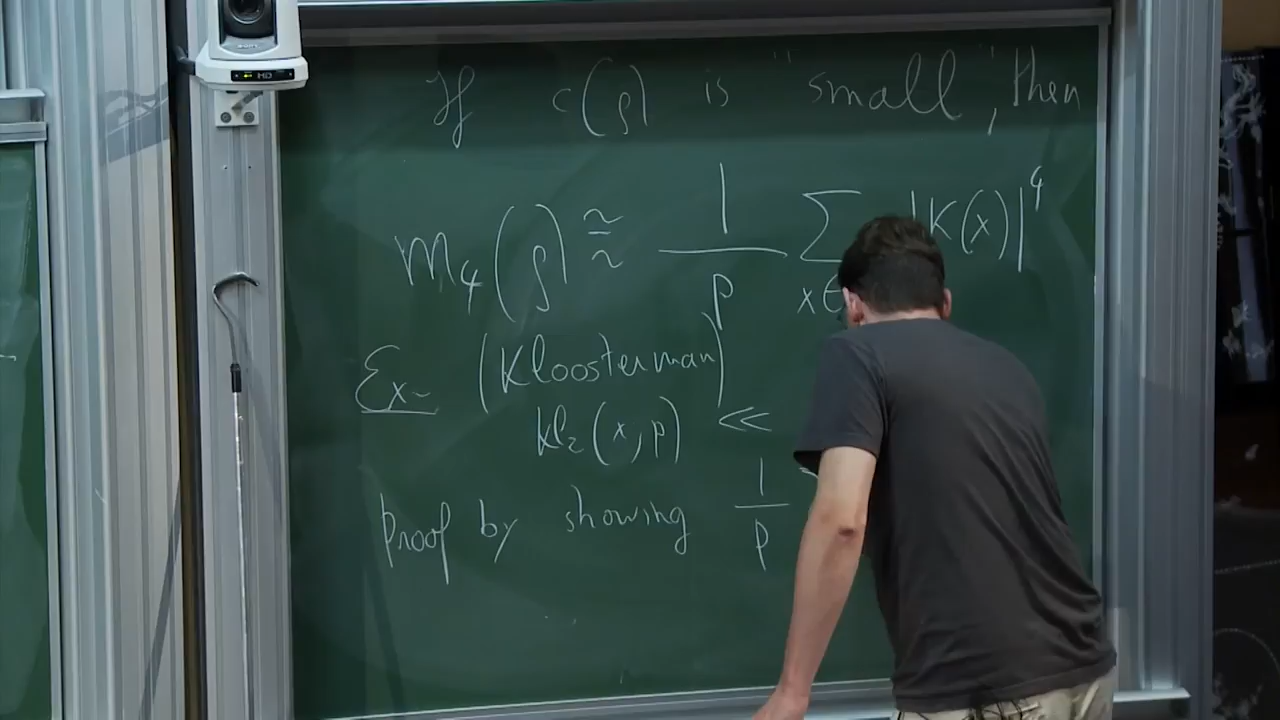 If c(ρ) is "small", then
M₄(ρ) ≅~ 1/p Σ x∈ |K(x)|⁴
Ex- (Kloosterman)
Kl₂(x,p) <<
Proof by showing 1/p